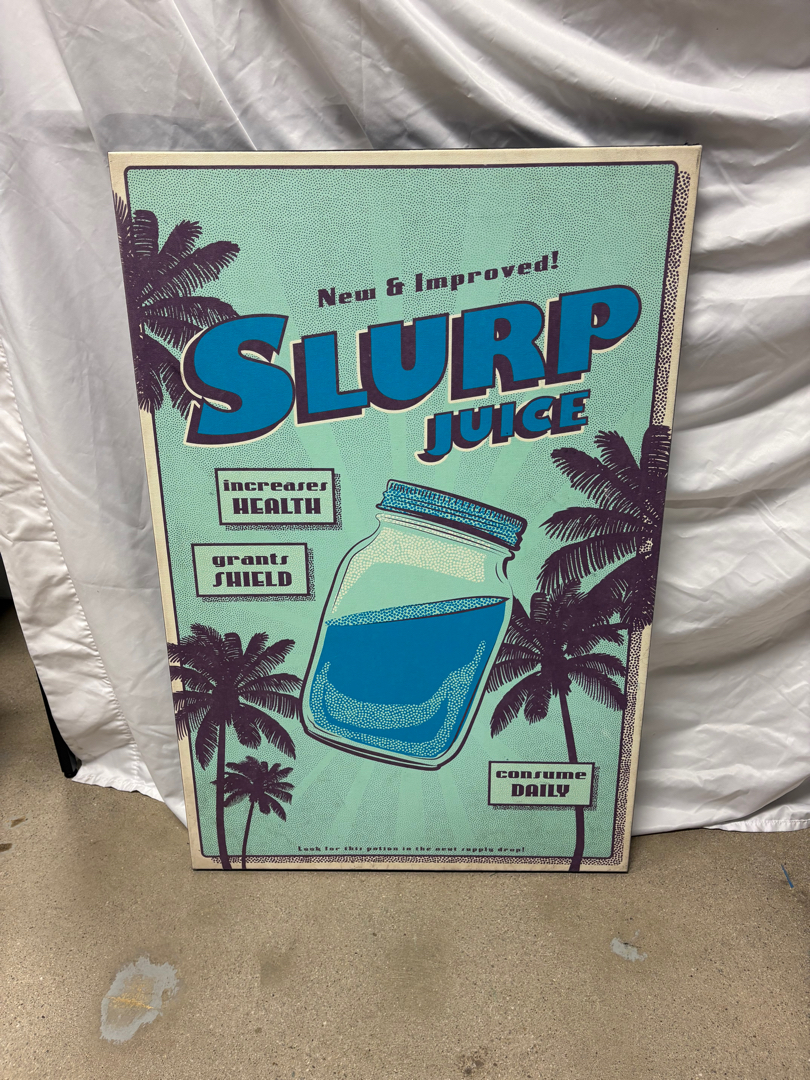 New & Improved!
SLURP
JUICE
increases
HEALTH
grants
SHIELD
consume
DAILY
Look for this potion in the next supply drop!